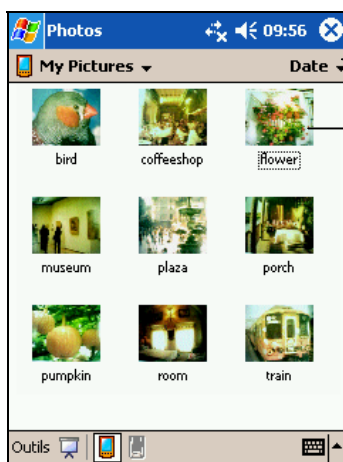 Photos 09:56
My Pictures Date
bird coffeeshop flower
museum plaza porch
pumpkin room train
Outils